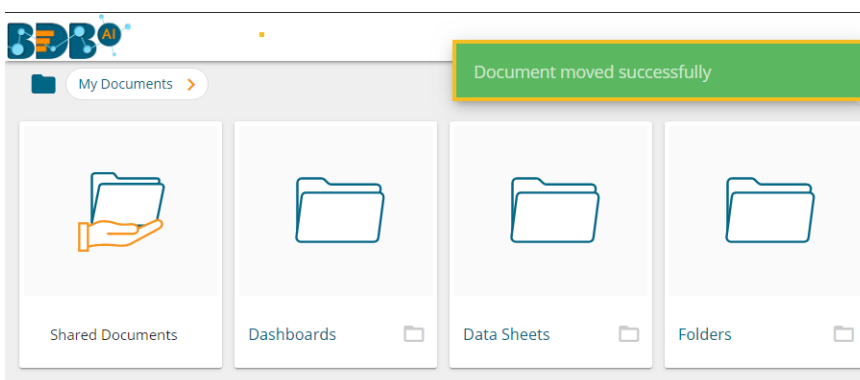 BDB AI
Document moved successfully
My Documents >
Shared Documents
Dashboards
Data Sheets
Folders